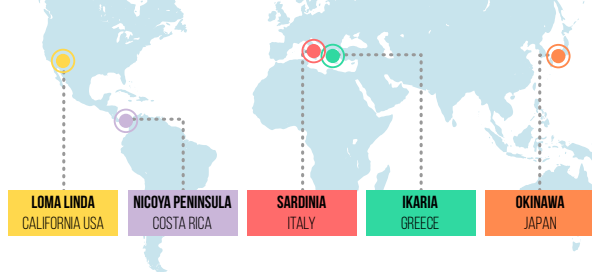 LOMA LINDA
CALIFORNIA USA
NICOYA PENINSULA
COSTA RICA
SARDINIA
ITALY
IKARIA
GREECE
OKINAWA
JAPAN